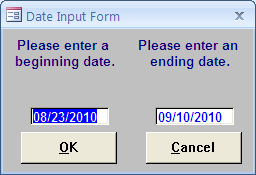 Date Input Form
Please enter a
beginning date.
Please enter an
ending date.
08/23/2010
09/10/2010
OK
Cancel